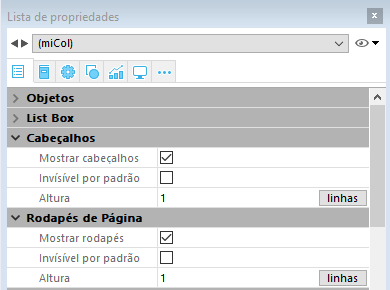 Lista de propriedades
(miCol)
Objetos
List Box
Cabeçalhos
Mostrar cabeçalhos
Invisível por padrão
Altura 1 linhas
Rodapés de Página
Mostrar rodapés
Invisível por padrão
Altura 1 linhas